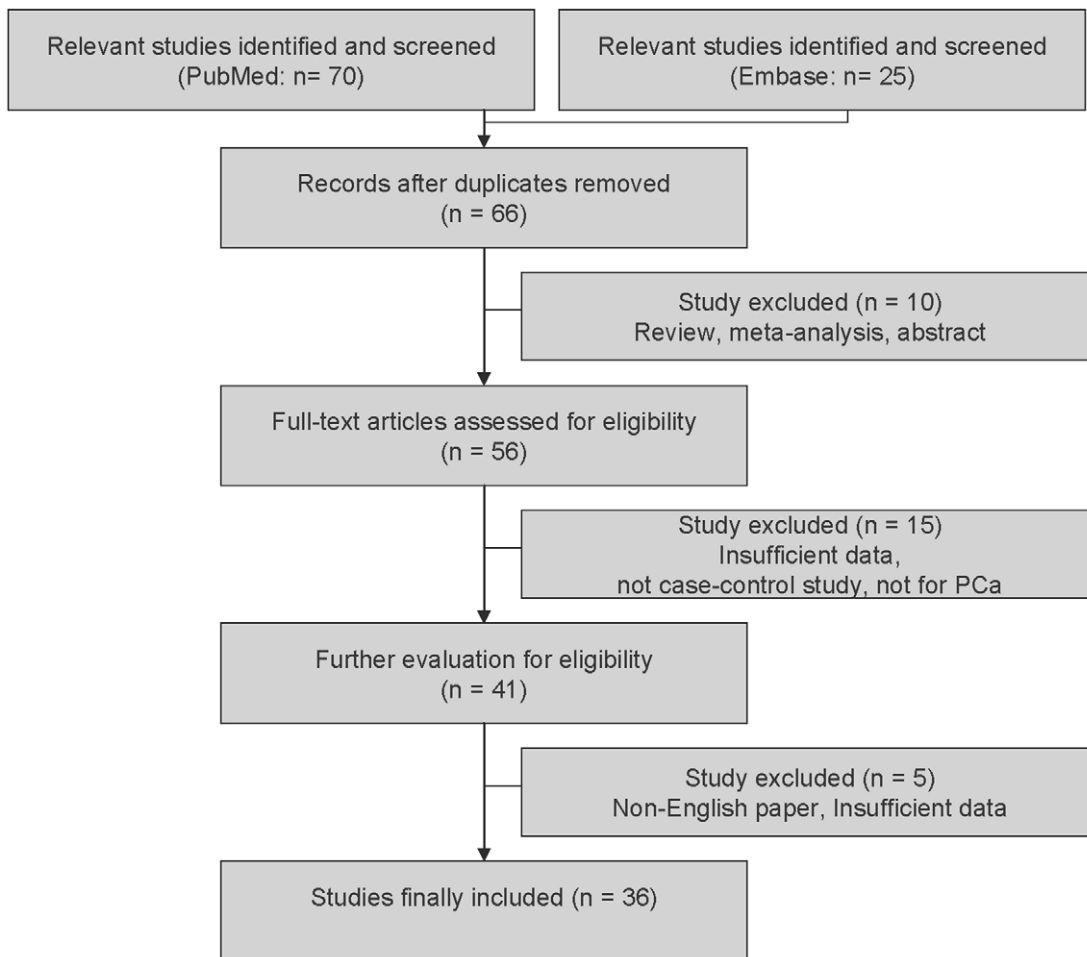 Relevant studies identified and screened
(PubMed: n= 70)
Relevant studies identified and screened
(Embase: n= 25)
Records after duplicates removed
(n = 66)
Study excluded (n = 10)
Review, meta-analysis, abstract
Full-text articles assessed for eligibility
(n = 56)
Study excluded (n = 15)
Insufficient data,
not case-control study, not for PCa
Further evaluation for eligibility
(n = 41)
Study excluded (n = 5)
Non-English paper, Insufficient data
Studies finally included (n = 36)